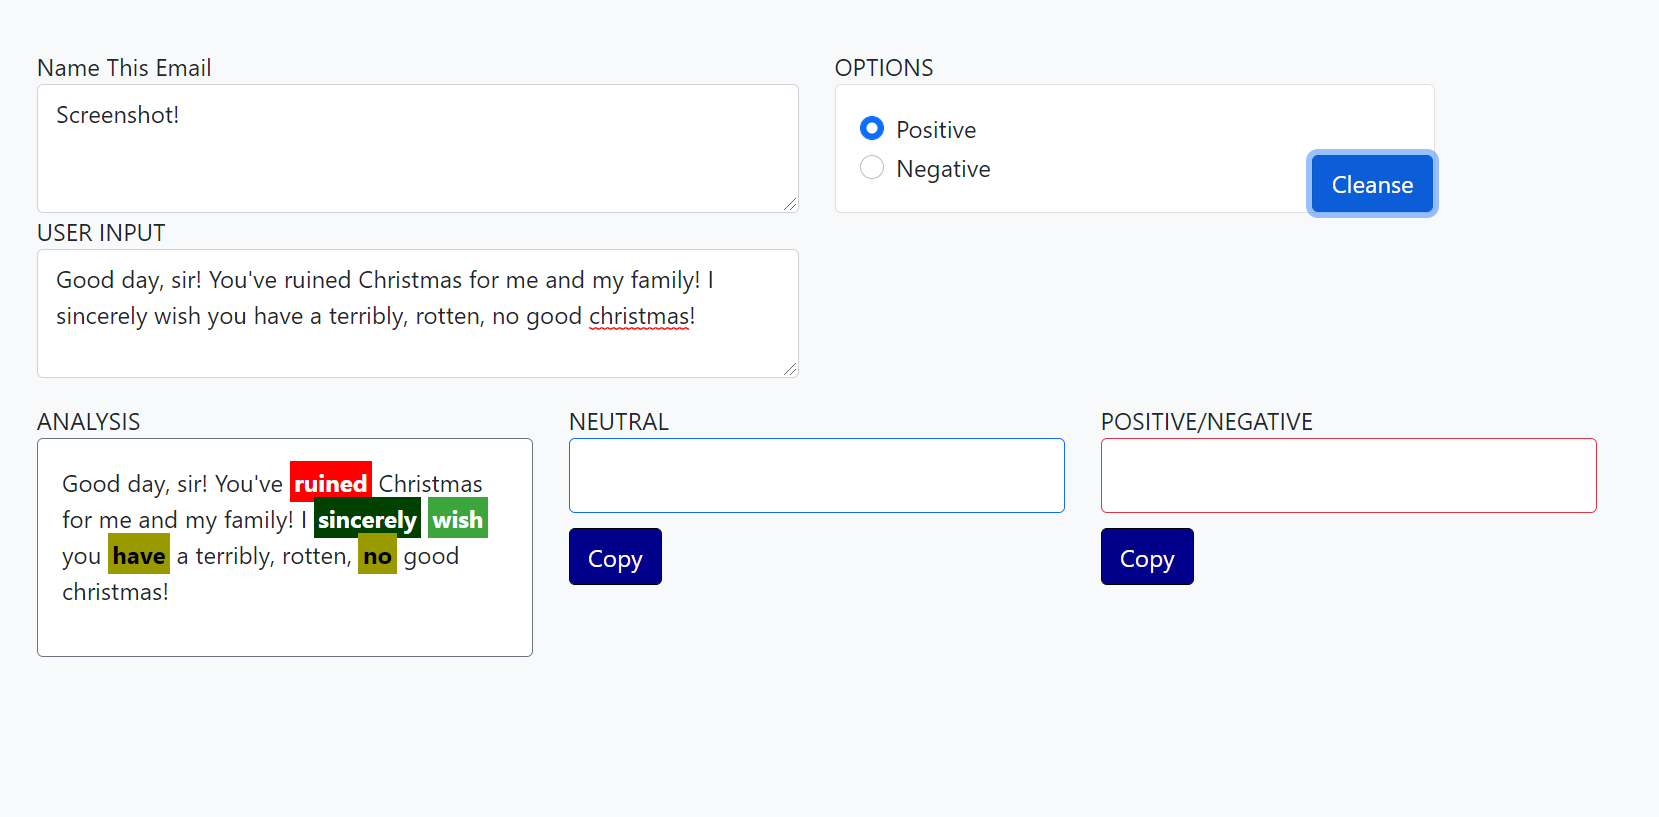 Name This Email
Screenshot!
OPTIONS
Positive
Negative
Cleanse
USER INPUT
Good day, sir! You've ruined Christmas for me and my family! I
sincerely wish you have a terribly, rotten, no good christmas!
ANALYSIS
Good day, sir! You've ruined Christmas
for me and my family! I sincerely wish
you have a terribly, rotten, no good
christmas!
NEUTRAL
Copy
POSITIVE/NEGATIVE
Copy